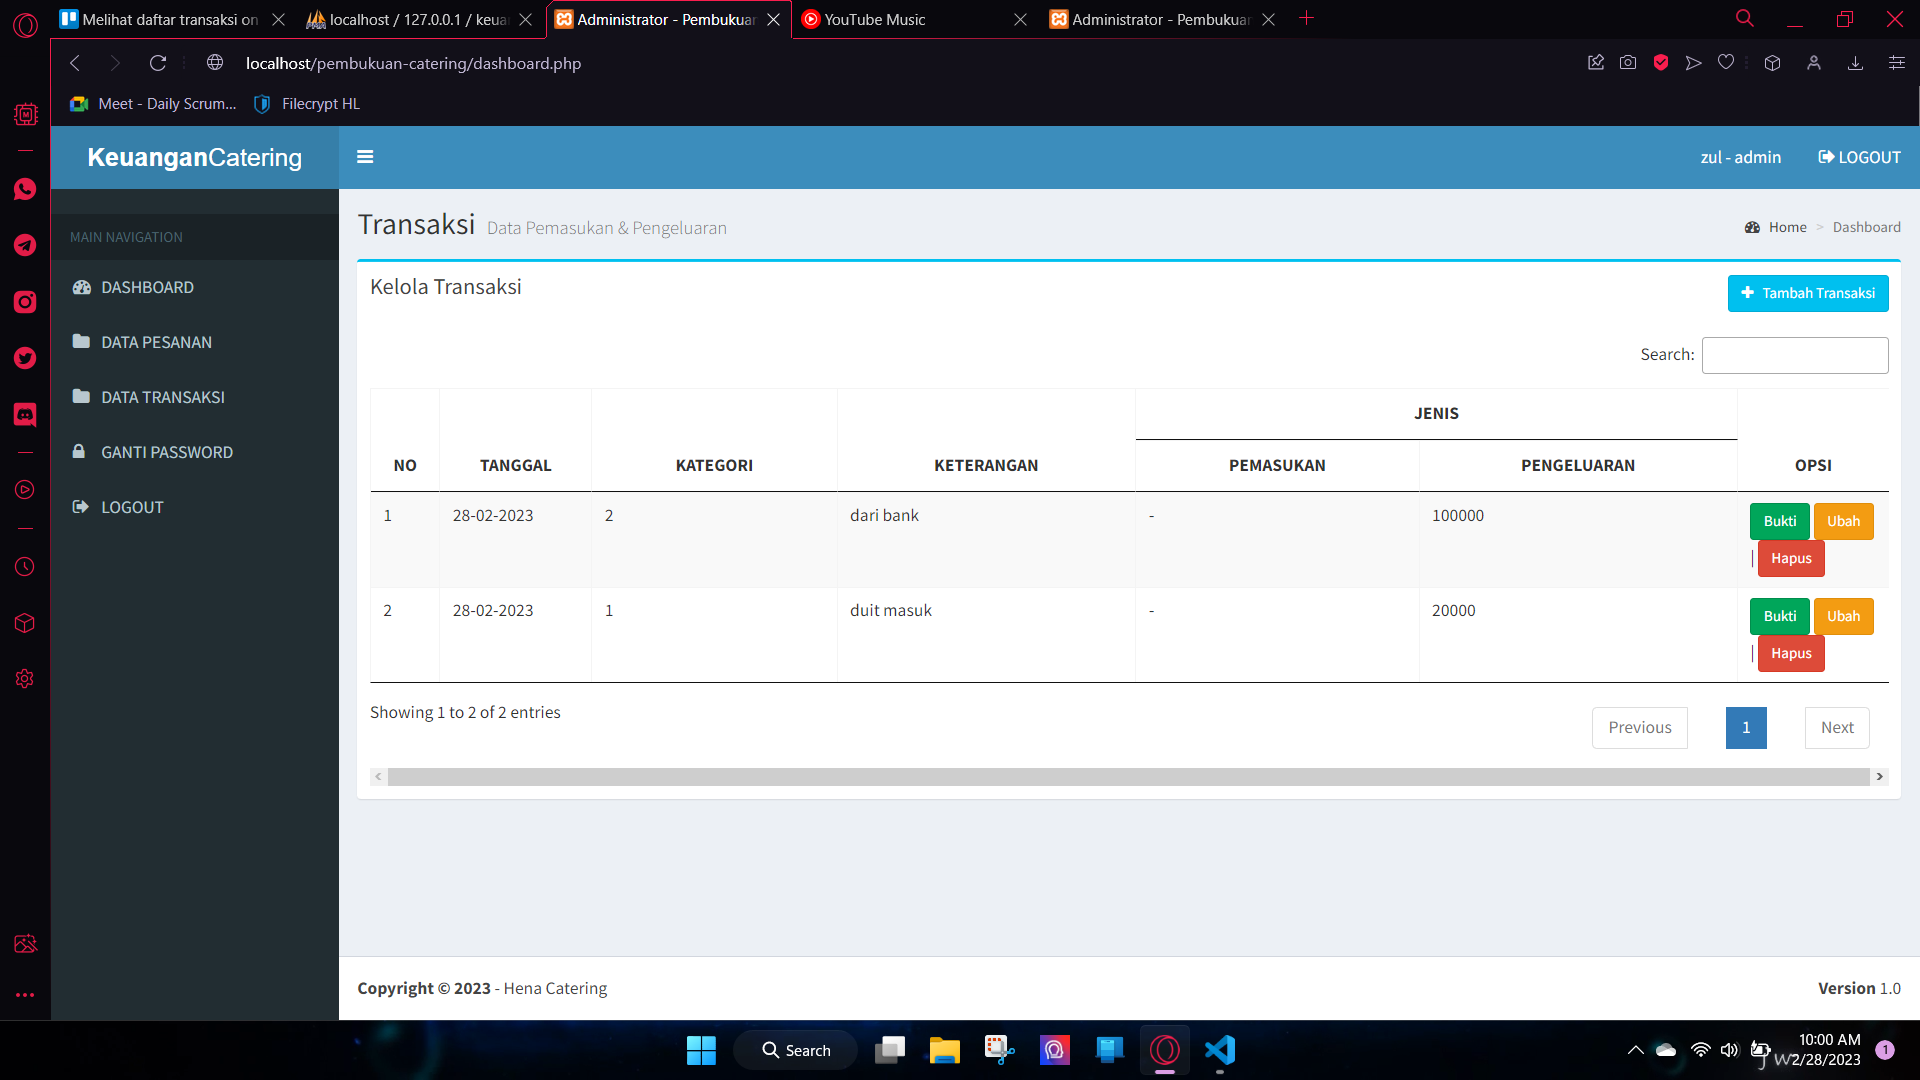 Melihat daftar transaksi on
localhost / 127.0.0.1 / keua
Administrator - Pembukuan
YouTube Music
Administrator - Pembukuan
localhost/pembukuan-catering/dashboard.php
Meet - Daily Scrum...
Filecrypt HL
KeuanganCatering
zul - admin
LOGOUT
MAIN NAVIGATION
DASHBOARD
DATA PESANAN
DATA TRANSAKSI
GANTI PASSWORD
LOGOUT
Transaksi Data Pemasukan & Pengeluaran
Home > Dashboard
Kelola Transaksi
+ Tambah Transaksi
Search:
JENIS
NO TANGGAL KATEGORI KETERANGAN PEMASUKAN PENGELUARAN OPSI
1 28-02-2023 2 dari bank - 100000 Bukti Ubah
| Hapus
2 28-02-2023 1 duit masuk - 20000 Bukti Ubah
| Hapus
Showing 1 to 2 of 2 entries
Previous 1 Next
Copyright © 2023 - Hena Catering
Version 1.0
Search
10:00 AM
2/28/2023
1